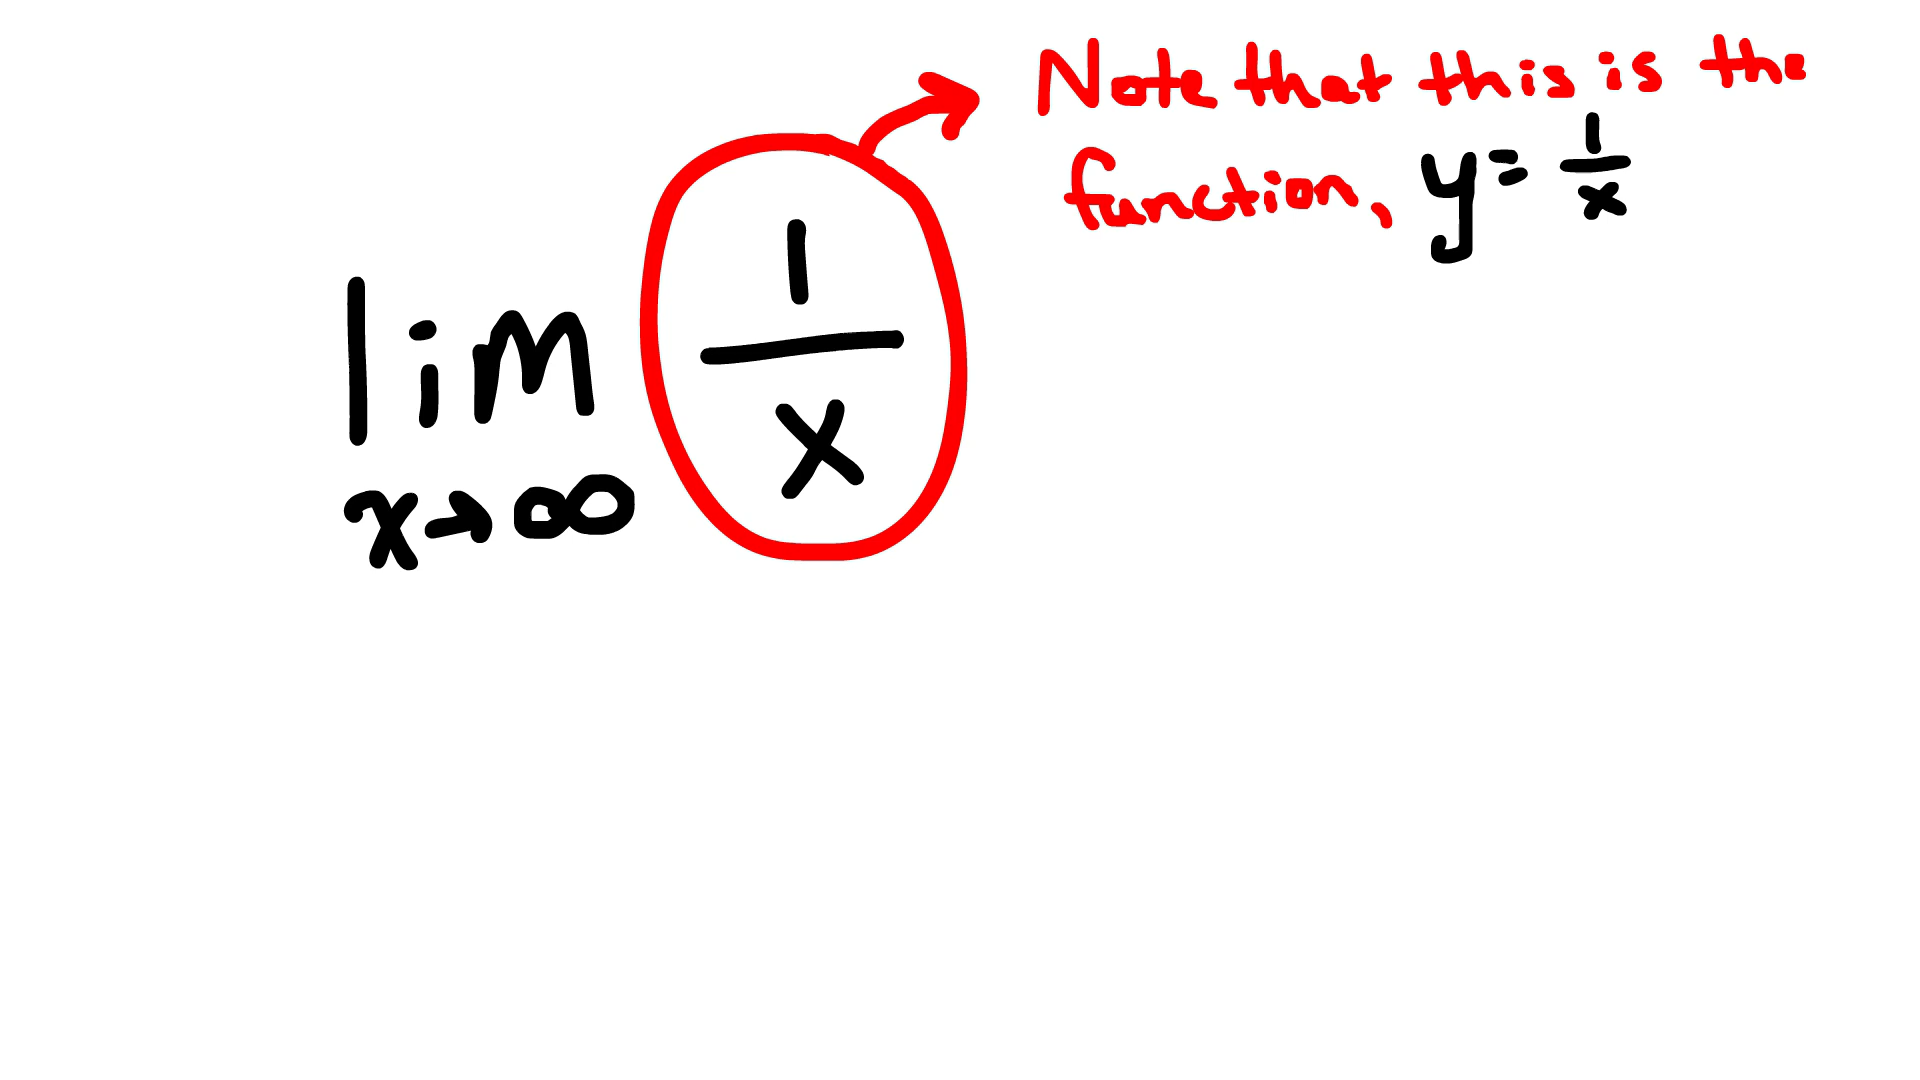 Note that this is the
function, y = 1/x
lim x→∞ 1/x